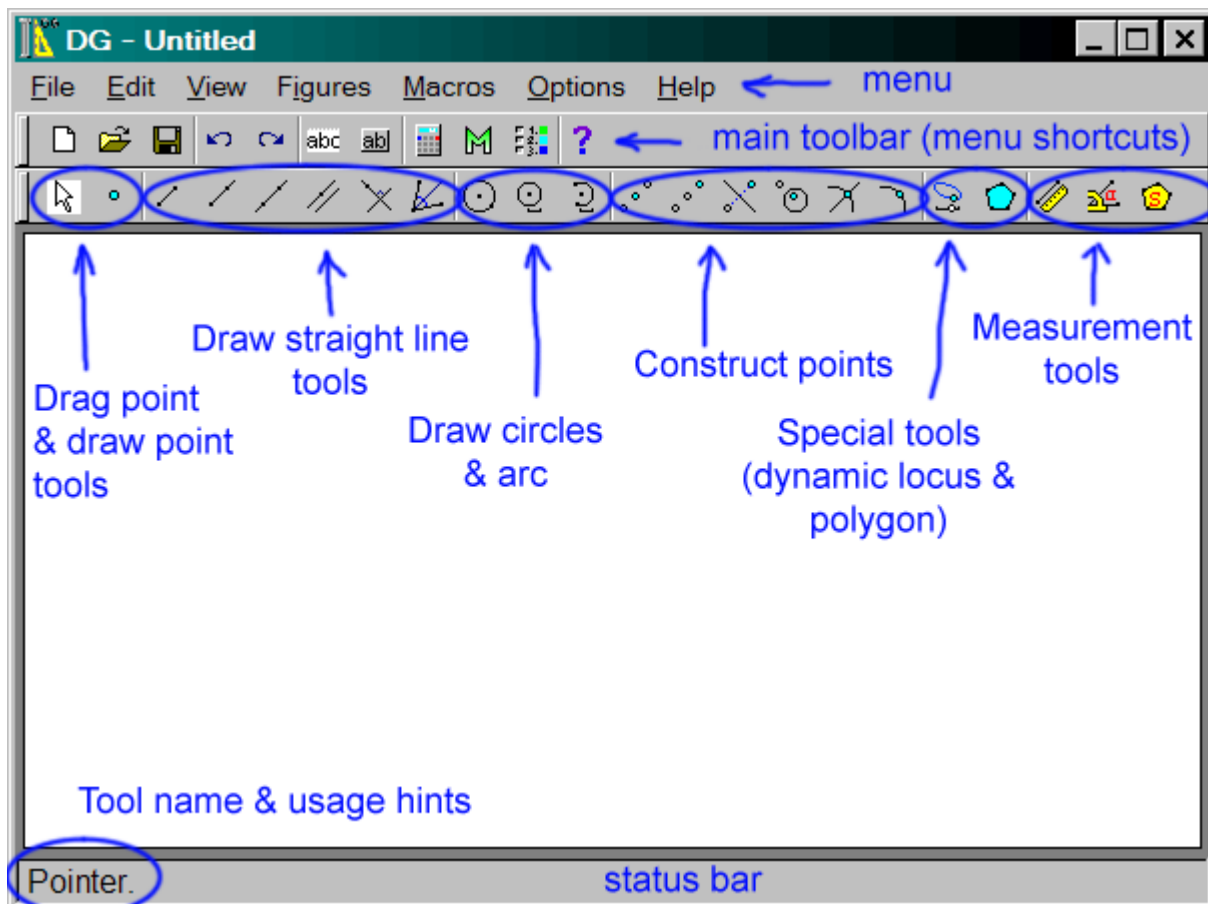 DG - Untitled
File Edit View Figures Macros Options Help
menu
abc ab
main toolbar (menu shortcuts)
Draw straight line
tools
Measurement
tools
Construct points
Drag point
& draw point
tools
Draw circles
& arc
Special tools
(dynamic locus &
polygon)
Tool name & usage hints
Pointer.
status bar